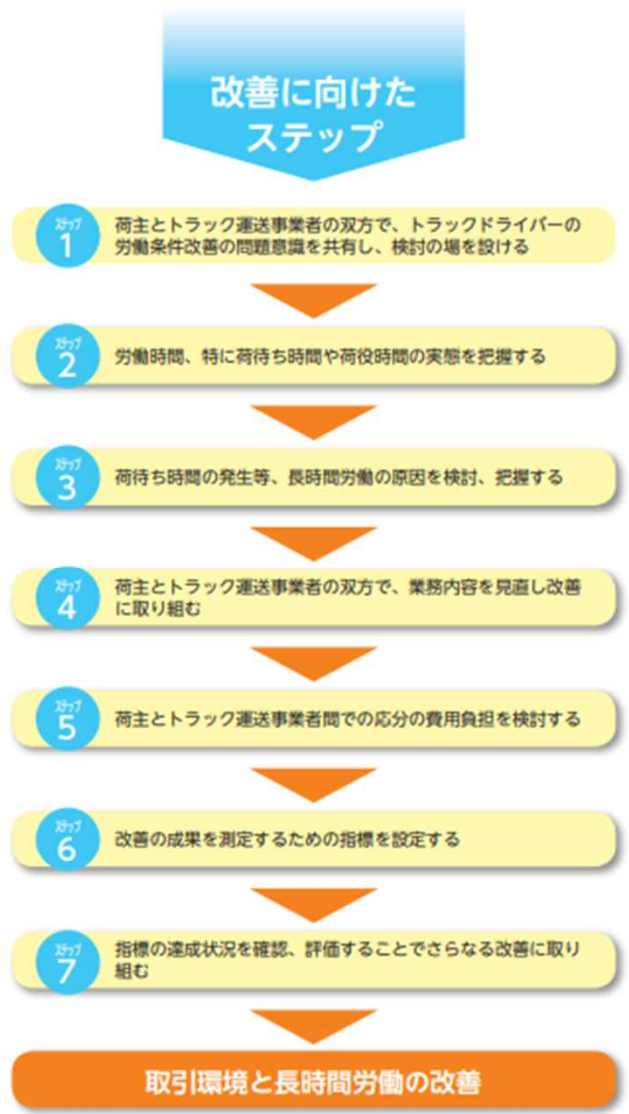 改善に向けた
ステップ
ステップ
1
荷主とトラック運送事業者の双方で、トラックドライバーの
労働条件改善の問題意識を共有し、検討の場を設ける
ステップ
2
労働時間、特に荷待ち時間や荷役時間の実態を把握する
ステップ
3
荷待ち時間の発生等、長時間労働の原因を検討、把握する
ステップ
4
荷主とトラック運送事業者の双方で、業務内容を見直し改善
に取り組む
ステップ
5
荷主とトラック運送事業者間での応分の費用負担を検討する
ステップ
6
改善の成果を測定するための指標を設定する
ステップ
7
指標の達成状況を確認、評価することでさらなる改善に取り
組む
取引環境と長時間労働の改善